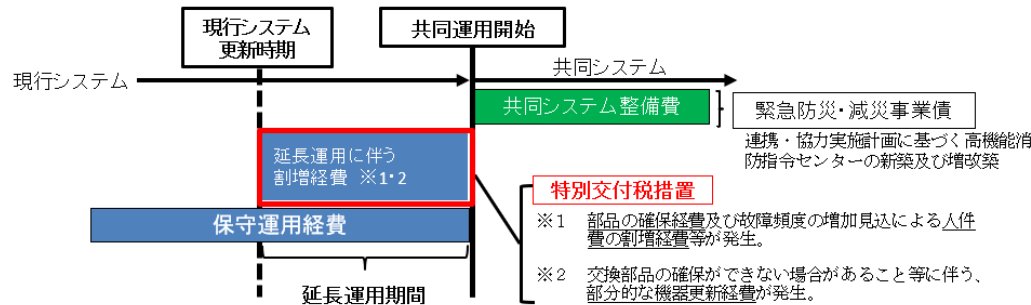 現行システム
更新時期
共同運用開始
現行システム
共同システム
共同システム整備費
緊急防災・減災事業債
連携・協力実施計画に基づく高機能消
防指令センターの新築及び増改築
延長運用に伴う
割増経費 ※1・2
特別交付税措置
保守運用経費
※1 部品の確保経費及び故障頻度の増加見込による人件
費の割増経費等が発生。
※2 交換部品の確保ができない場合があること等に伴う、
部分的な機器更新経費が発生。
延長運用期間